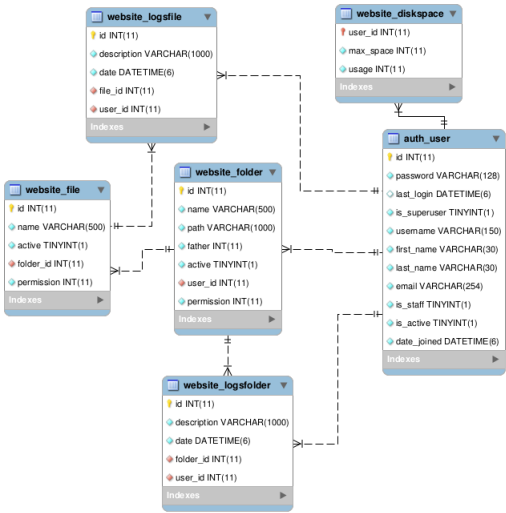 website_logsfile
id INT(11)
description VARCHAR(1000)
date DATETIME(6)
file_id INT(11)
user_id INT(11)
Indexes
website_diskspace
user_id INT(11)
max_space INT(11)
usage INT(11)
Indexes
auth_user
id INT(11)
password VARCHAR(128)
last_login DATETIME(6)
is_superuser TINYINT(1)
username VARCHAR(150)
first_name VARCHAR(30)
last_name VARCHAR(30)
email VARCHAR(254)
is_staff TINYINT(1)
is_active TINYINT(1)
date_joined DATETIME(6)
Indexes
website_file
id INT(11)
name VARCHAR(500)
active TINYINT(1)
folder_id INT(11)
permission INT(11)
Indexes
website_folder
id INT(11)
name VARCHAR(500)
path VARCHAR(1000)
father INT(11)
active TINYINT(1)
user_id INT(11)
permission INT(11)
Indexes
website_logsfolder
id INT(11)
description VARCHAR(1000)
date DATETIME(6)
folder_id INT(11)
user_id INT(11)
Indexes